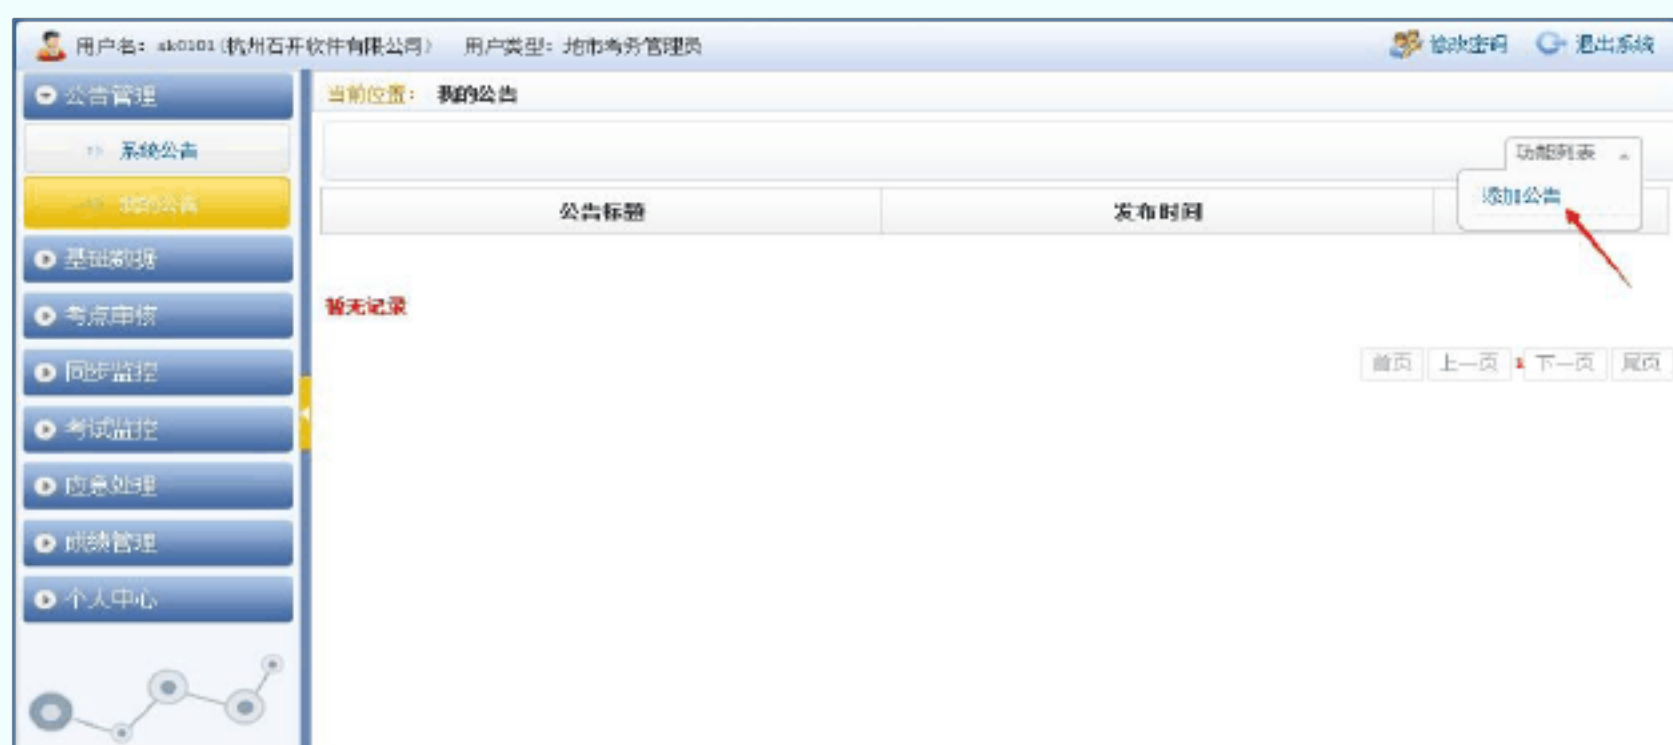 用户名：sk0101(杭州石开软件有限公司) 用户类型：地市考务管理员
修改密码 退出系统
公告管理
系统公告
我的公告
基础数据
考点审核
同步监控
考试监控
应急处理
成绩管理
个人中心
当前位置： 我的公告
功能列表
添加公告
公告标题 发布时间
暂无记录
首页 上一页 1 下一页 尾页